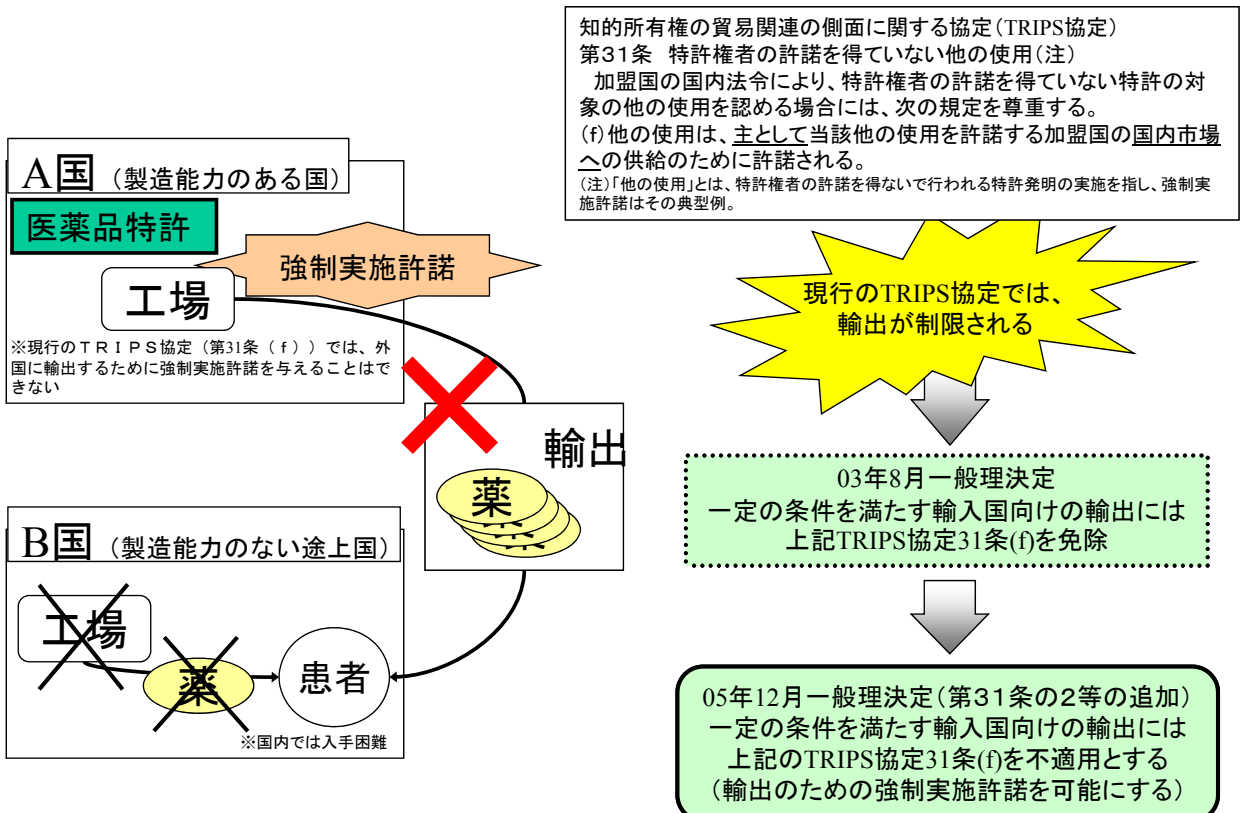 知的所有権の貿易関連の側面に関する協定(TRIPS協定)
第31条 特許権者の許諾を得ていない他の使用(注)
加盟国の国内法令により、特許権者の許諾を得ていない特許の対
象の他の使用を認める場合には、次の規定を尊重する。
(f)他の使用は、主として当該他の使用を許諾する加盟国の国内市場
への供給のために許諾される。
(注)「他の使用」とは、特許権者の許諾を得ないで行われる特許発明の実施を指し、強制実
施許諾はその典型例。
A国(製造能力のある国)
医薬品特許
強制実施許諾
工場
※現行のTRIPS協定(第31条(f))では、外
国に輸出するために強制実施許諾を与えることはで
きない
輸出
薬
B国(製造能力のない途上国)
工場
薬
患者
※国内では入手困難
現行のTRIPS協定では、
輸出が制限される
03年8月一般理決定
一定の条件を満たす輸入国向けの輸出には
上記TRIPS協定31条(f)を免除
05年12月一般理決定(第31条の2等の追加)
一定の条件を満たす輸入国向けの輸出には
上記のTRIPS協定31条(f)を不適用とする
(輸出のための強制実施許諾を可能にする)